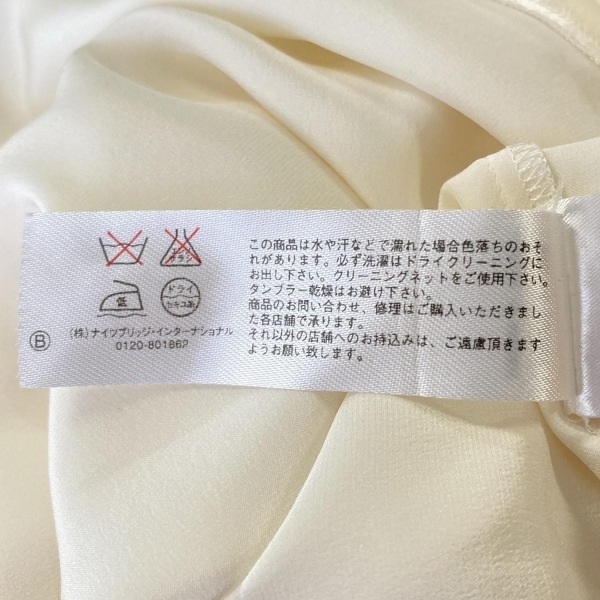 エンソ
サラシ
低
ドライ
セキユ系
Ⓑ
(株)ナイツブリッジ・インターナショナル
0120-801862
この商品は水や汗などで濡れた場合色落ちのおそ
れがあります。必ず洗濯はドライクリーニングに
お出し下さい。クリーニングネットをご使用下さい。
タンブラー乾燥はお避け下さい。
商品のお問い合わせ、修理はご購入いただきまし
た各店舗で承ります。
それ以外の店舗へのお持込みは、ご遠慮頂きます
ようお願い致します。